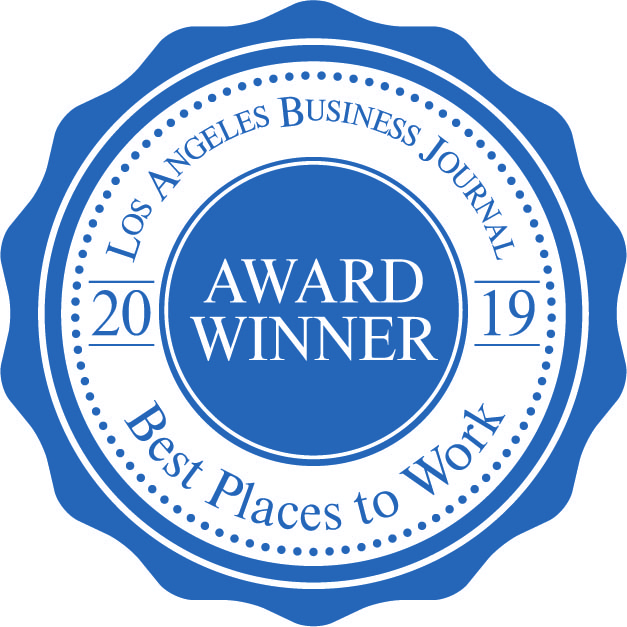 LOS ANGELES BUSINESS JOURNAL
20 19
AWARD
WINNER
Best Places to Work